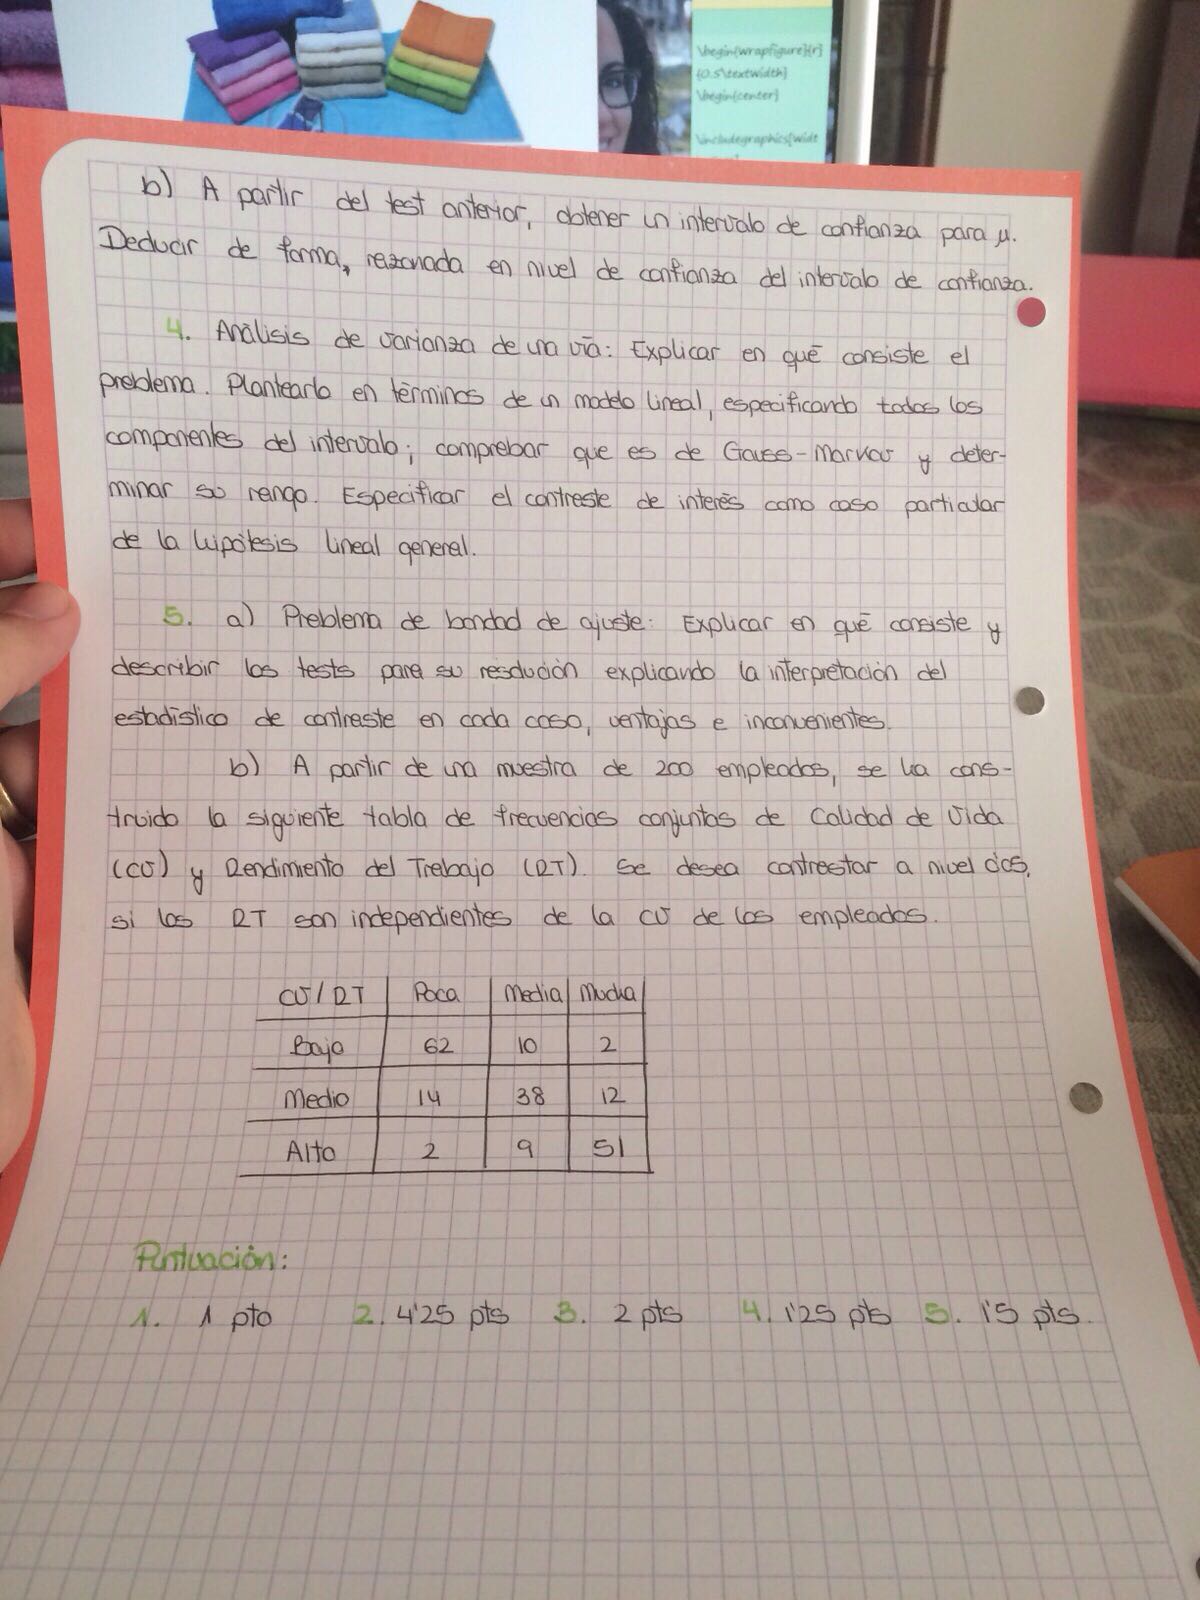 \begin{wrapfigure}{r}
{0.5\textwidth}
\begin{center}
\includegraphics[widt
b) A partir del test anterior, obtener un intervalo de confianza para μ.
Deducir de forma, razonada en nivel de confianza del intervalo de confianza.
4. Análisis de varianza de una vía: Explicar en qué consiste el
problema. Plantearlo en términos de un modelo lineal, especificando todos los
componentes del intervalo; comprobar que es de Gauss-Markov y deter-
minar su rango. Especificar el contraste de interés como caso particular
de la hipótesis lineal general.
5. a) Problema de bondad de ajuste: Explicar en qué consiste y
describir los tests para su resolución explicando la interpretación del
estadístico de contraste en cada caso, ventajas e inconvenientes.
b) A partir de una muestra de 200 empleados, se ha cons-
truido la siguiente tabla de frecuencias conjuntas de Calidad de Vida
(CV) y Rendimiento del Trabajo (RT). Se desea contrastar a nivel 0'05,
si los RT son independientes de la CV de los empleados.
CV/RT Poca Media Mucha
Bajo 62 10 2
Medio 14 38 12
Alto 2 9 51
Puntuación:
1. 1 pto 2. 4'25 pts 3. 2 pts 4. 1'25 pts 5. 1'5 pts.